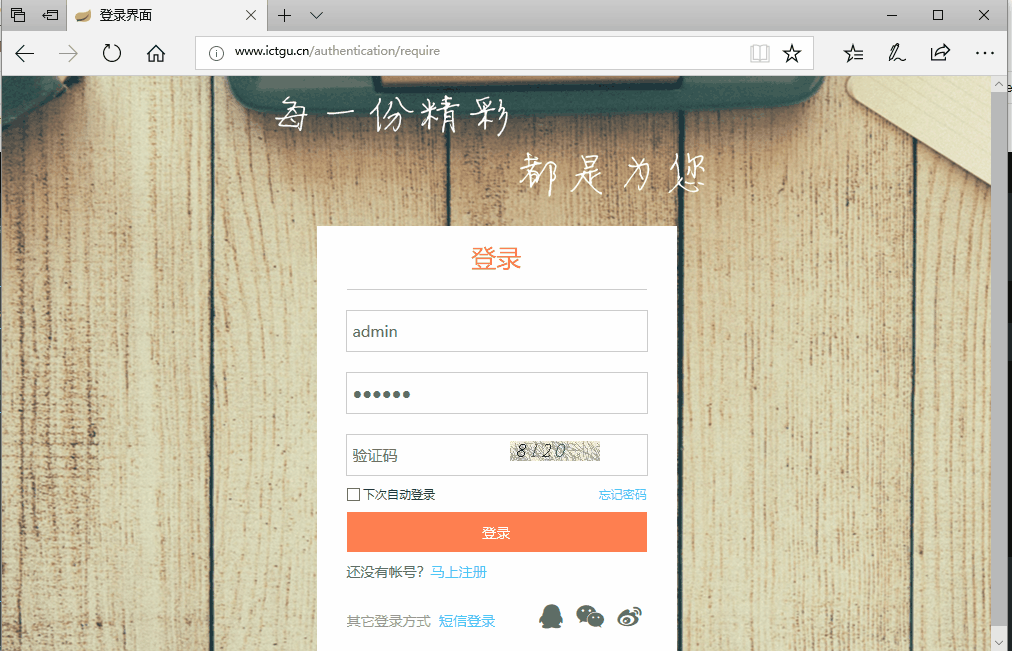 登录界面
www.ictgu.cn/authentication/require
每一份精彩
都是为您
登录
admin
••••••
验证码
8120
下次自动登录 忘记密码
登录
还没有帐号？马上注册
其它登录方式 短信登录